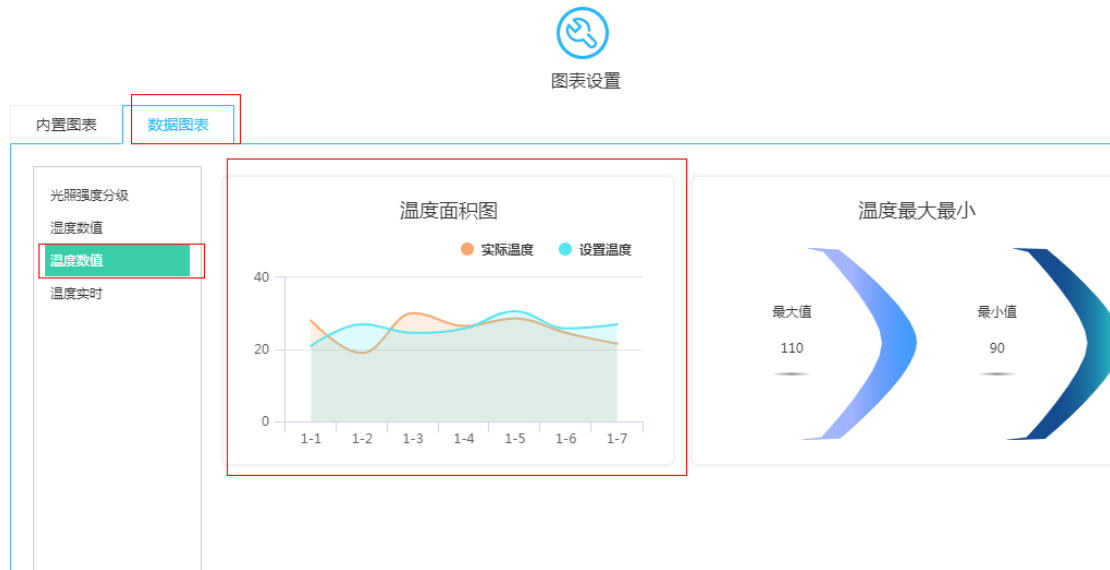 图表设置
内置图表 数据图表
光照强度分级
湿度数值
温度数值
温度实时
温度面积图
实际温度 设置温度
40
20
0
1-1 1-2 1-3 1-4 1-5 1-6 1-7
温度最大最小
最大值
110
最小值
90